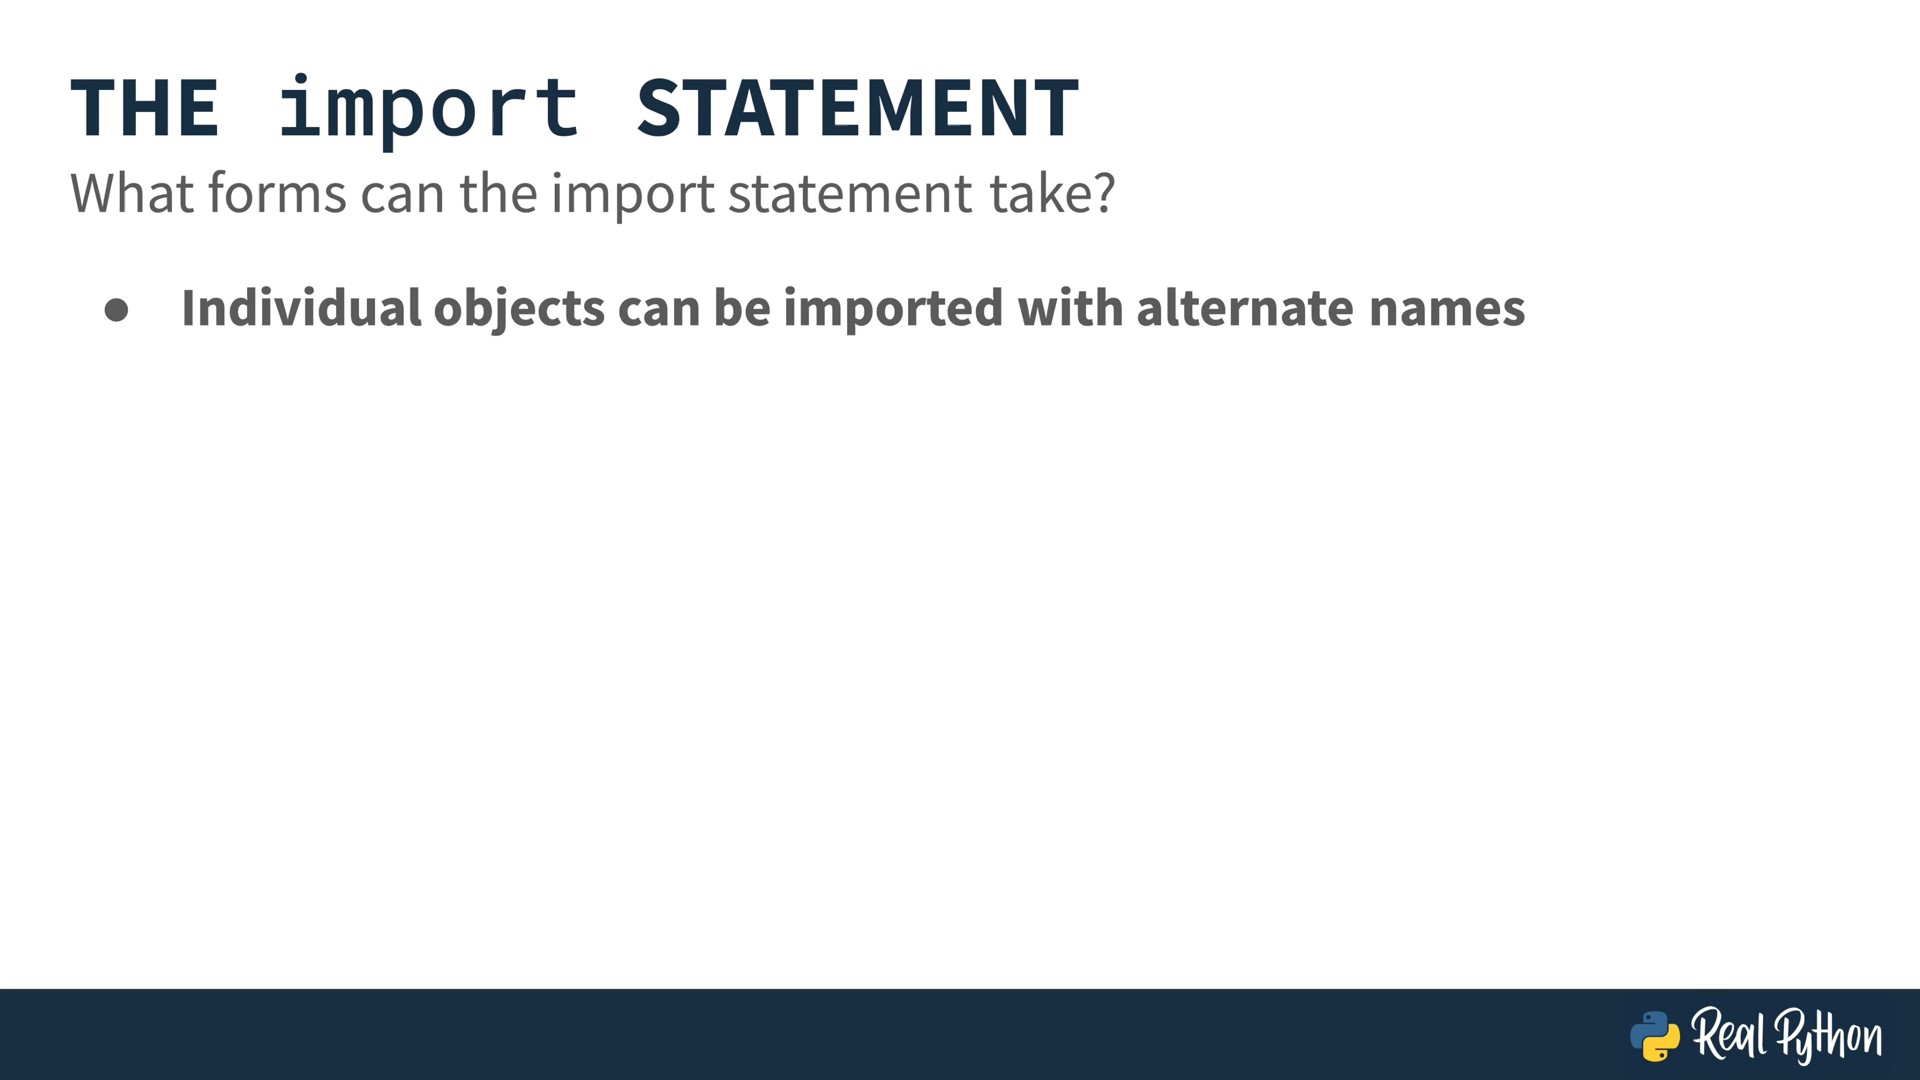 THE import STATEMENT
What forms can the import statement take?
● Individual objects can be imported with alternate names
Real Python